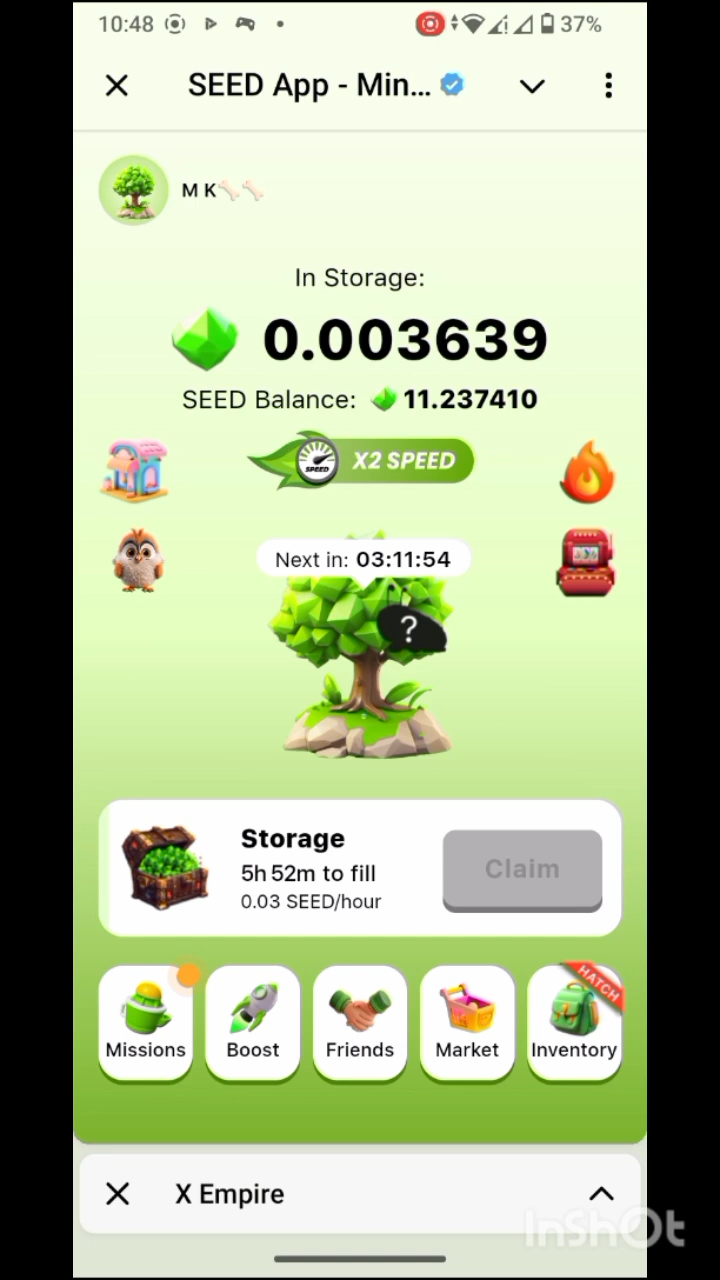 10:48
37%
SEED App - Min...
M K
In Storage:
0.003639
SEED Balance: 11.237410
SPEED
X2 SPEED
Next in: 03:11:54
?
Storage
5h 52m to fill
0.03 SEED/hour
Claim
HATCH
Missions
Boost
Friends
Market
Inventory
X Empire
InShOt